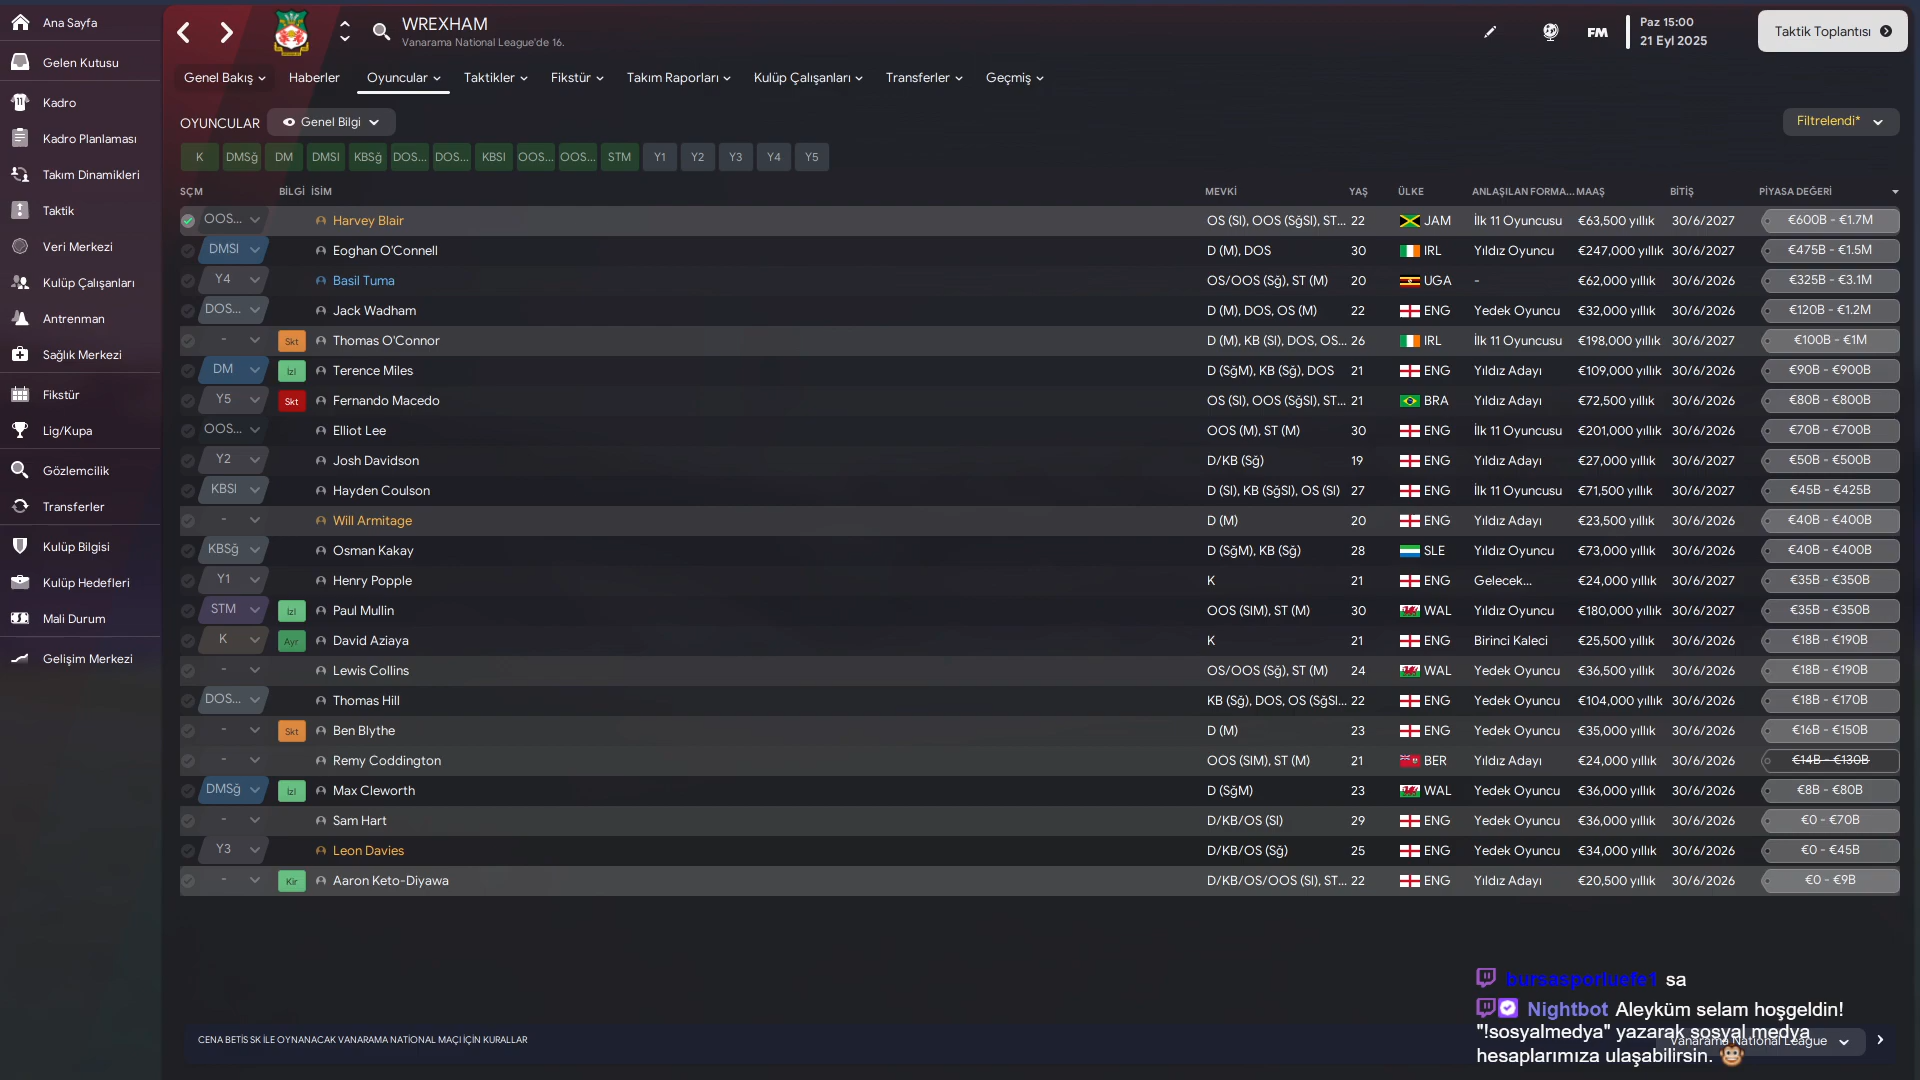 Ana Sayfa
Gelen Kutusu
Kadro
Kadro Planlaması
Takım Dinamikleri
Taktik
Veri Merkezi
Kulüp Çalışanları
Antrenman
Sağlık Merkezi
Fikstür
Lig/Kupa
Gözlemcilik
Transferler
Kulüp Bilgisi
Kulüp Hedefleri
Mali Durum
Gelişim Merkezi
WREXHAM
Vanarama National League'de 16.
FM
Paz 15:00
21 Eyl 2025
Taktik Toplantısı
Genel Bakış Haberler Oyuncular Taktikler Fikstür Takım Raporları Kulüp Çalışanları Transferler Geçmiş
OYUNCULAR Genel Bilgi Filtrelendi*
K DMSğ DM DMSl KBSğ DOS... DOS... KBSl OOS... OOS... STM Y1 Y2 Y3 Y4 Y5
SÇM BİLGİ İSİM MEVKİ YAŞ ÜLKE ANLAŞILAN FORMA... MAAŞ BİTİŞ PİYASA DEĞERİ
OOS... Harvey Blair OS (Sl), OOS (SğSl), ST... 22 JAM İlk 11 Oyuncusu €63,500 yıllık 30/6/2027 €600B - €1.7M
DMSl Eoghan O'Connell D (M), DOS 30 IRL Yıldız Oyuncu €247,000 yıllık 30/6/2027 €475B - €1.5M
Y4 Basil Tuma OS/OOS (Sğ), ST (M) 20 UGA - €62,000 yıllık 30/6/2026 €325B - €3.1M
DOS... Jack Wadham D (M), DOS, OS (M) 22 ENG Yedek Oyuncu €32,000 yıllık 30/6/2027 €120B - €1.2M
- Skt Thomas O'Connor D (M), KB (Sl), DOS, OS... 26 IRL İlk 11 Oyuncusu €198,000 yıllık 30/6/2026 €100B - €1M
DM İzl Terence Miles D (SğM), KB (Sğ), DOS 21 ENG Yıldız Adayı €109,000 yıllık 30/6/2026 €90B - €900B
Y5 Skt Fernando Macedo OS (Sl), OOS (SğSl), ST... 21 BRA Yıldız Adayı €72,500 yıllık 30/6/2026 €80B - €800B
OOS... Elliot Lee OOS (M), ST (M) 30 ENG İlk 11 Oyuncusu €201,000 yıllık 30/6/2026 €70B - €700B
Y2 Josh Davidson D/KB (Sğ) 19 ENG Yıldız Adayı €27,000 yıllık 30/6/2027 €50B - €500B
KBSl Hayden Coulson D (Sl), KB (SğSl), OS (Sl) 27 ENG İlk 11 Oyuncusu €71,500 yıllık 30/6/2027 €45B - €425B
- Will Armitage D (M) 20 ENG Yıldız Adayı €23,500 yıllık 30/6/2026 €40B - €400B
KBSğ Osman Kakay D (SğM), KB (Sğ) 28 SLE Yıldız Oyuncu €73,000 yıllık 30/6/2026 €40B - €400B
Y1 Henry Popple K 21 ENG Gelecek... €24,000 yıllık 30/6/2027 €35B - €350B
STM İzl Paul Mullin OOS (SlM), ST (M) 30 WAL Yıldız Oyuncu €180,000 yıllık 30/6/2027 €35B - €350B
K Ayr David Aziaya K 21 ENG Birinci Kaleci €25,500 yıllık 30/6/2026 €18B - €190B
- Lewis Collins OS/OOS (Sğ), ST (M) 24 WAL Yedek Oyuncu €36,500 yıllık 30/6/2026 €18B - €190B
DOS... Thomas Hill KB (Sğ), DOS, OS (SğSl... 22 ENG Yedek Oyuncu €104,000 yıllık 30/6/2026 €18B - €170B
- Skt Ben Blythe D (M) 23 ENG Yedek Oyuncu €35,000 yıllık 30/6/2026 €16B - €150B
- Remy Coddington OOS (SlM), ST (M) 21 BER Yıldız Adayı €24,000 yıllık 30/6/2026 €14B - €130B
DMSğ İzl Max Cleworth D (SğM) 23 WAL Yedek Oyuncu €36,000 yıllık 30/6/2026 €8B - €80B
- Sam Hart D/KB/OS (Sl) 29 ENG Yedek Oyuncu €36,000 yıllık 30/6/2026 €0 - €70B
Y3 Leon Davies D/KB/OS (Sğ) 25 ENG Yedek Oyuncu €34,000 yıllık 30/6/2026 €0 - €45B
- Kir Aaron Keto-Diyawa D/KB/OS/OOS (Sl), ST... 22 ENG Yıldız Adayı €20,500 yıllık 30/6/2026 €0 - €9B
bursasporluefe1 sa
Nightbot Aleyküm selam hoşgeldin!
"!sosyalmedya" yazarak sosyal medya
hesaplarımıza ulaşabilirsin.
CENA BETİS SK İLE OYNANACAK VANARAMA NATİONAL MAÇI İÇİN KURALLAR
Vanarama National League